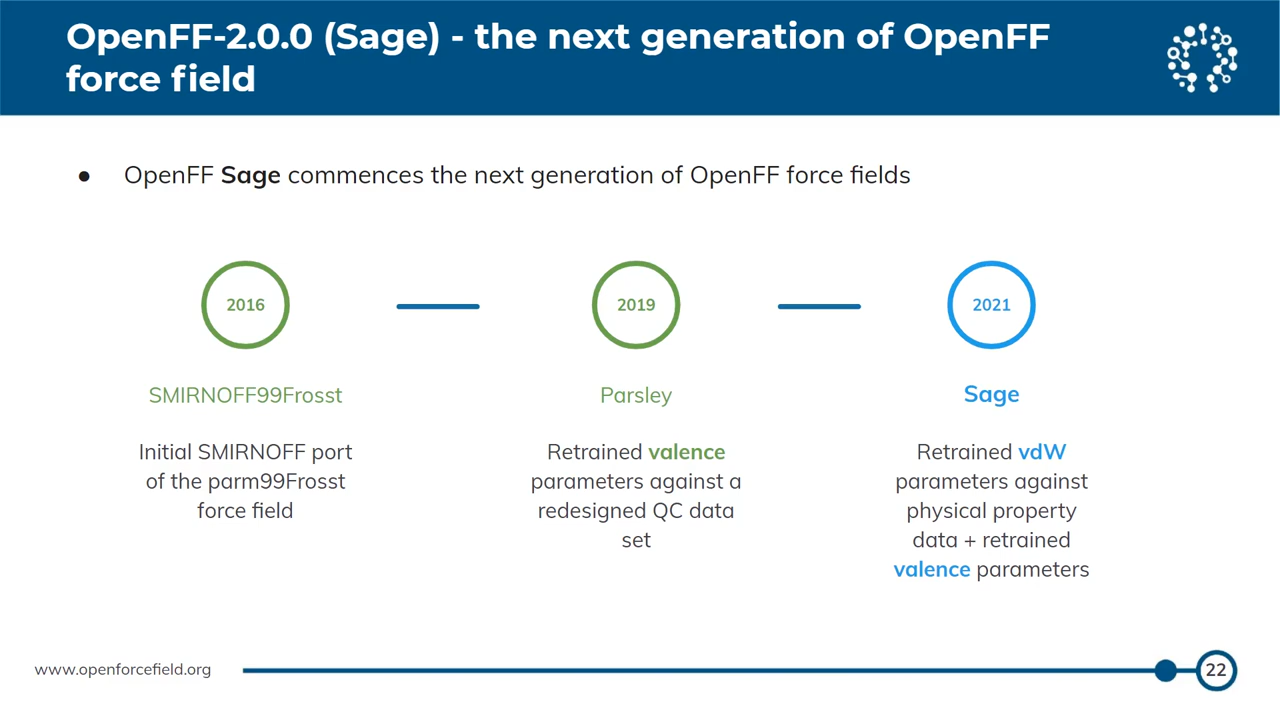 OpenFF-2.0.0 (Sage) - the next generation of OpenFF
force field
● OpenFF Sage commences the next generation of OpenFF force fields
2016
SMIRNOFF99Frosst
Initial SMIRNOFF port
of the parm99Frosst
force field
2019
Parsley
Retrained valence
parameters against a
redesigned QC data
set
2021
Sage
Retrained vdW
parameters against
physical property
data + retrained
valence parameters
www.openforcefield.org
22